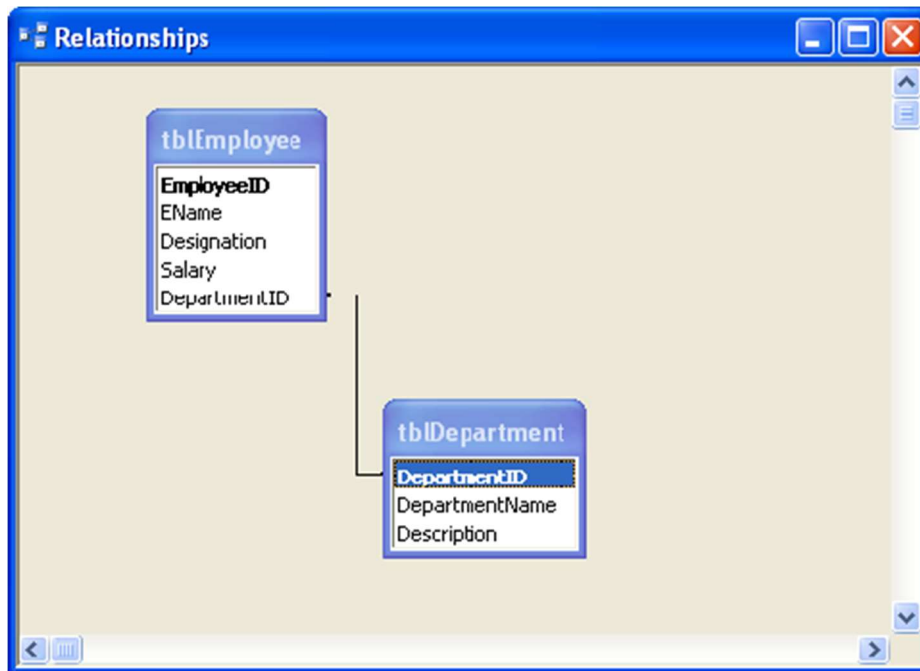 Relationships
tblEmployee
EmployeeID
EName
Designation
Salary
DepartmentID
tblDepartment
DepartmentID
DepartmentName
Description